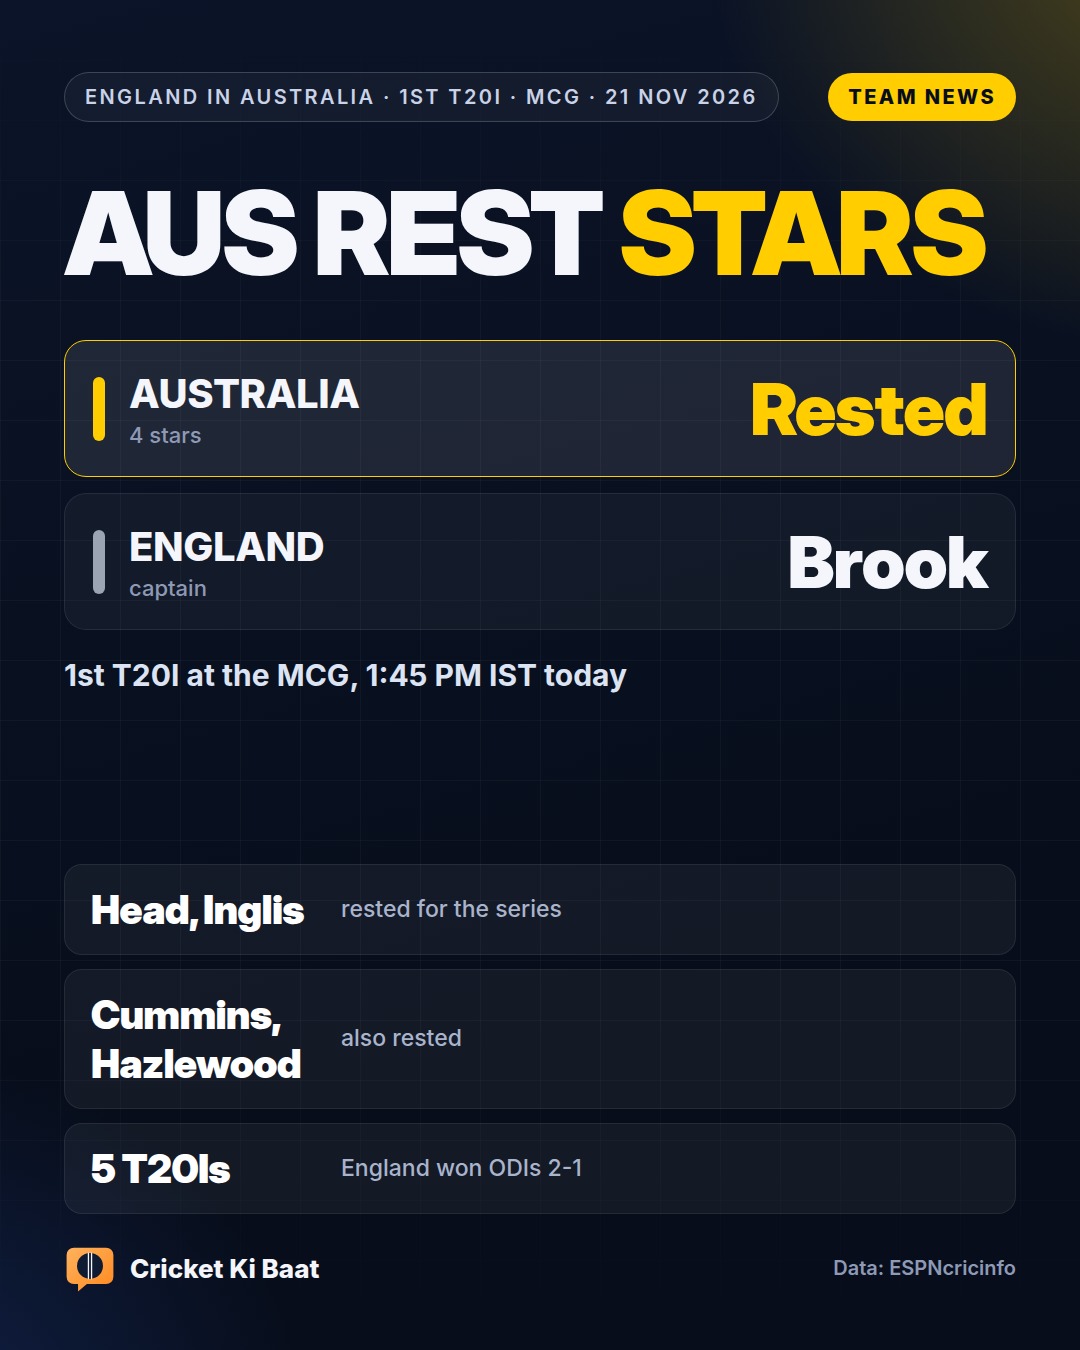 ENGLAND IN AUSTRALIA · 1ST T20I · MCG · 21 NOV 2026
TEAM NEWS
AUS REST STARS
AUSTRALIA
4 stars
Rested
ENGLAND
captain
Brook
1st T20I at the MCG, 1:45 PM IST today
Head, Inglis
rested for the series
Cummins,
Hazlewood
also rested
5 T20Is
England won ODIs 2-1
Cricket Ki Baat
Data: ESPNcricinfo